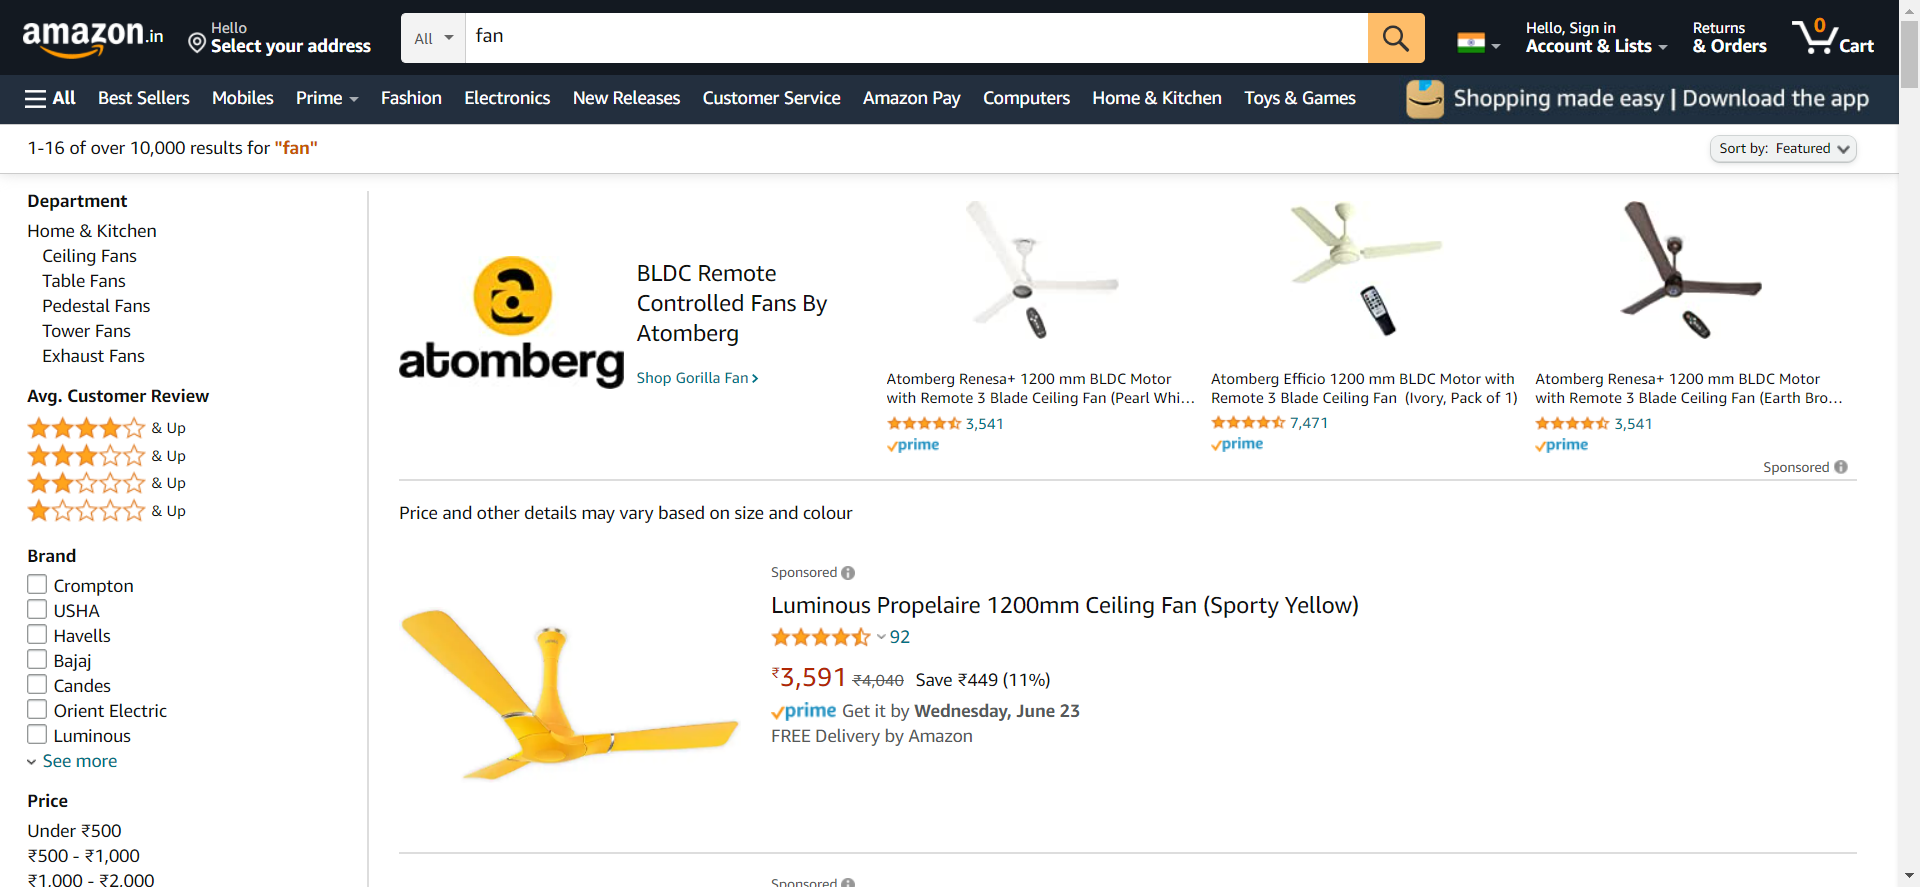 amazon.in
Hello
Select your address
All
fan
Hello, Sign in
Account & Lists
Returns
& Orders
0
Cart
All
Best Sellers
Mobiles
Prime
Fashion
Electronics
New Releases
Customer Service
Amazon Pay
Computers
Home & Kitchen
Toys & Games
Shopping made easy | Download the app
1-16 of over 10,000 results for "fan"
Sort by: Featured
Department
Home & Kitchen
Ceiling Fans
Table Fans
Pedestal Fans
Tower Fans
Exhaust Fans
Avg. Customer Review
& Up
& Up
& Up
& Up
Brand
Crompton
USHA
Havells
Bajaj
Candes
Orient Electric
Luminous
See more
Price
Under ₹500
₹500 - ₹1,000
₹1,000 - ₹2,000
atomberg
BLDC Remote
Controlled Fans By
Atomberg
Shop Gorilla Fan
Atomberg Renesa+ 1200 mm BLDC Motor
with Remote 3 Blade Ceiling Fan (Pearl Whi...
3,541
prime
Atomberg Efficio 1200 mm BLDC Motor with
Remote 3 Blade Ceiling Fan (Ivory, Pack of 1)
7,471
prime
Atomberg Renesa+ 1200 mm BLDC Motor
with Remote 3 Blade Ceiling Fan (Earth Bro...
3,541
prime
Sponsored
Price and other details may vary based on size and colour
Sponsored
Luminous Propelaire 1200mm Ceiling Fan (Sporty Yellow)
92
₹3,591 ₹4,040 Save ₹449 (11%)
prime Get it by Wednesday, June 23
FREE Delivery by Amazon
Sponsored